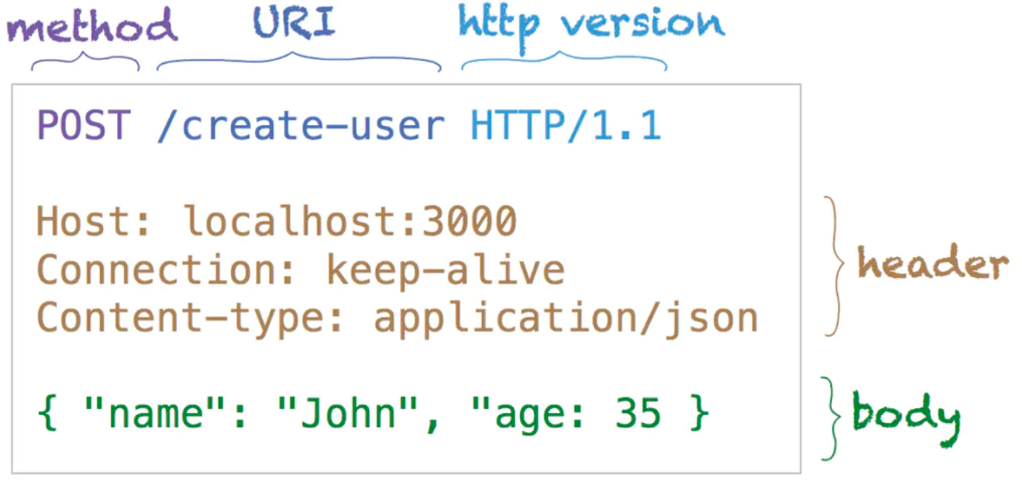 method URI http version
POST /create-user HTTP/1.1
Host: localhost:3000
Connection: keep-alive
Content-type: application/json
header
{ "name": "John", "age: 35 }
body